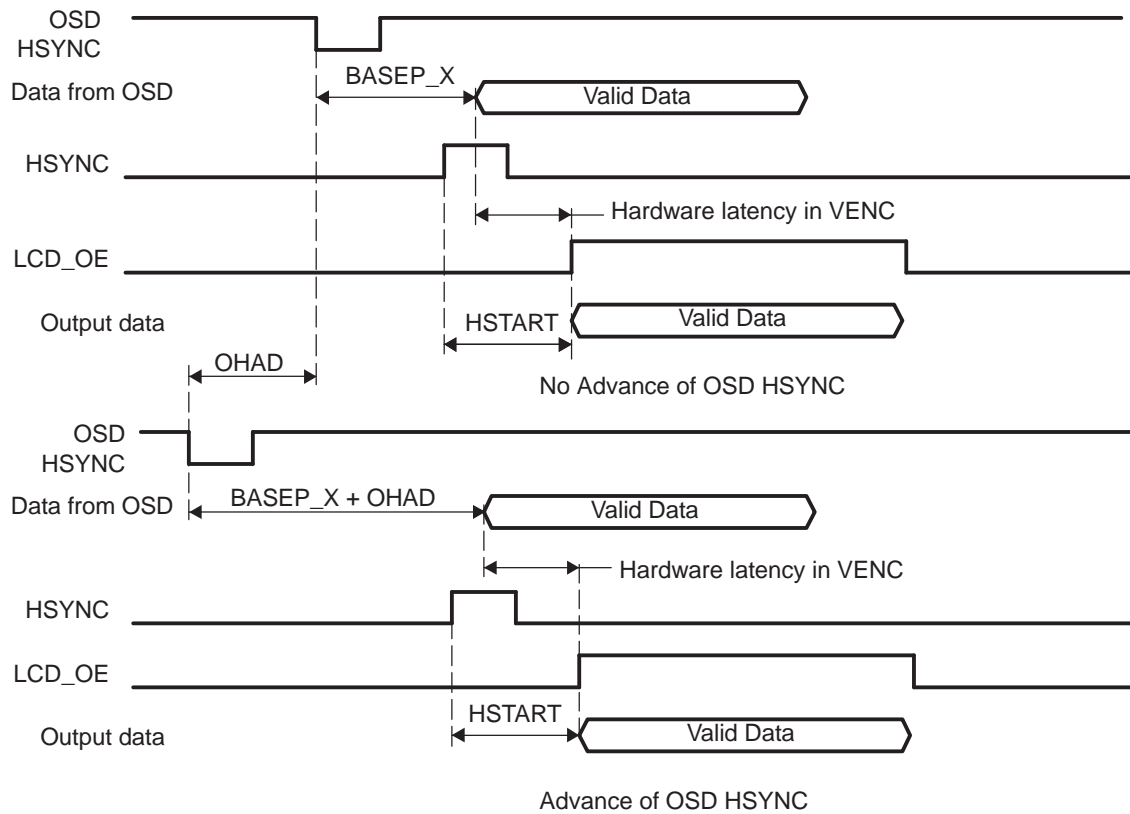 OSD
HSYNC
BASEP_X
Data from OSD
Valid Data
HSYNC
Hardware latency in VENC
LCD_OE
Output data
HSTART
Valid Data
OHAD
No Advance of OSD HSYNC
OSD
HSYNC
Data from OSD
BASEP_X + OHAD
Valid Data
Hardware latency in VENC
HSYNC
LCD_OE
HSTART
Output data
Valid Data
Advance of OSD HSYNC